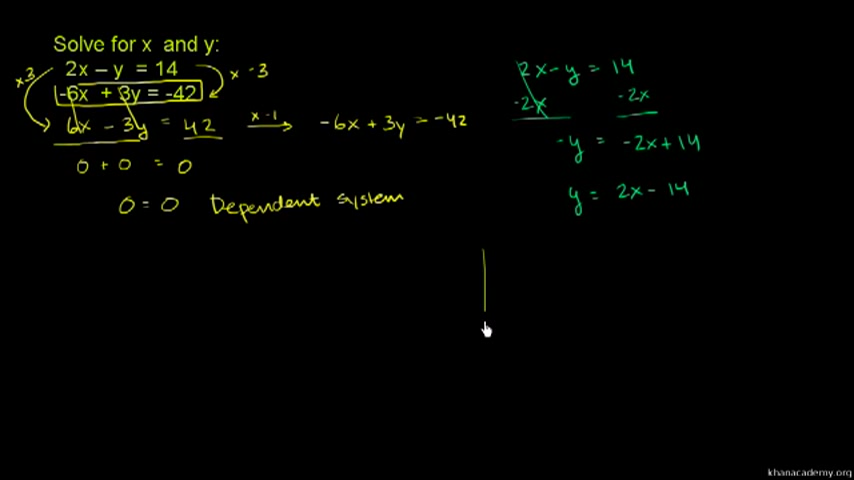 Solve for x and y:
2x – y = 14
x3
x -3
-6x + 3y = -42
6x - 3y = 42
x -1
-6x + 3y = -42
0 + 0 = 0
0 = 0 Dependent system
2x - y = 14
-2x -2x
-y = -2x + 14
y = 2x - 14
khanacademy.org